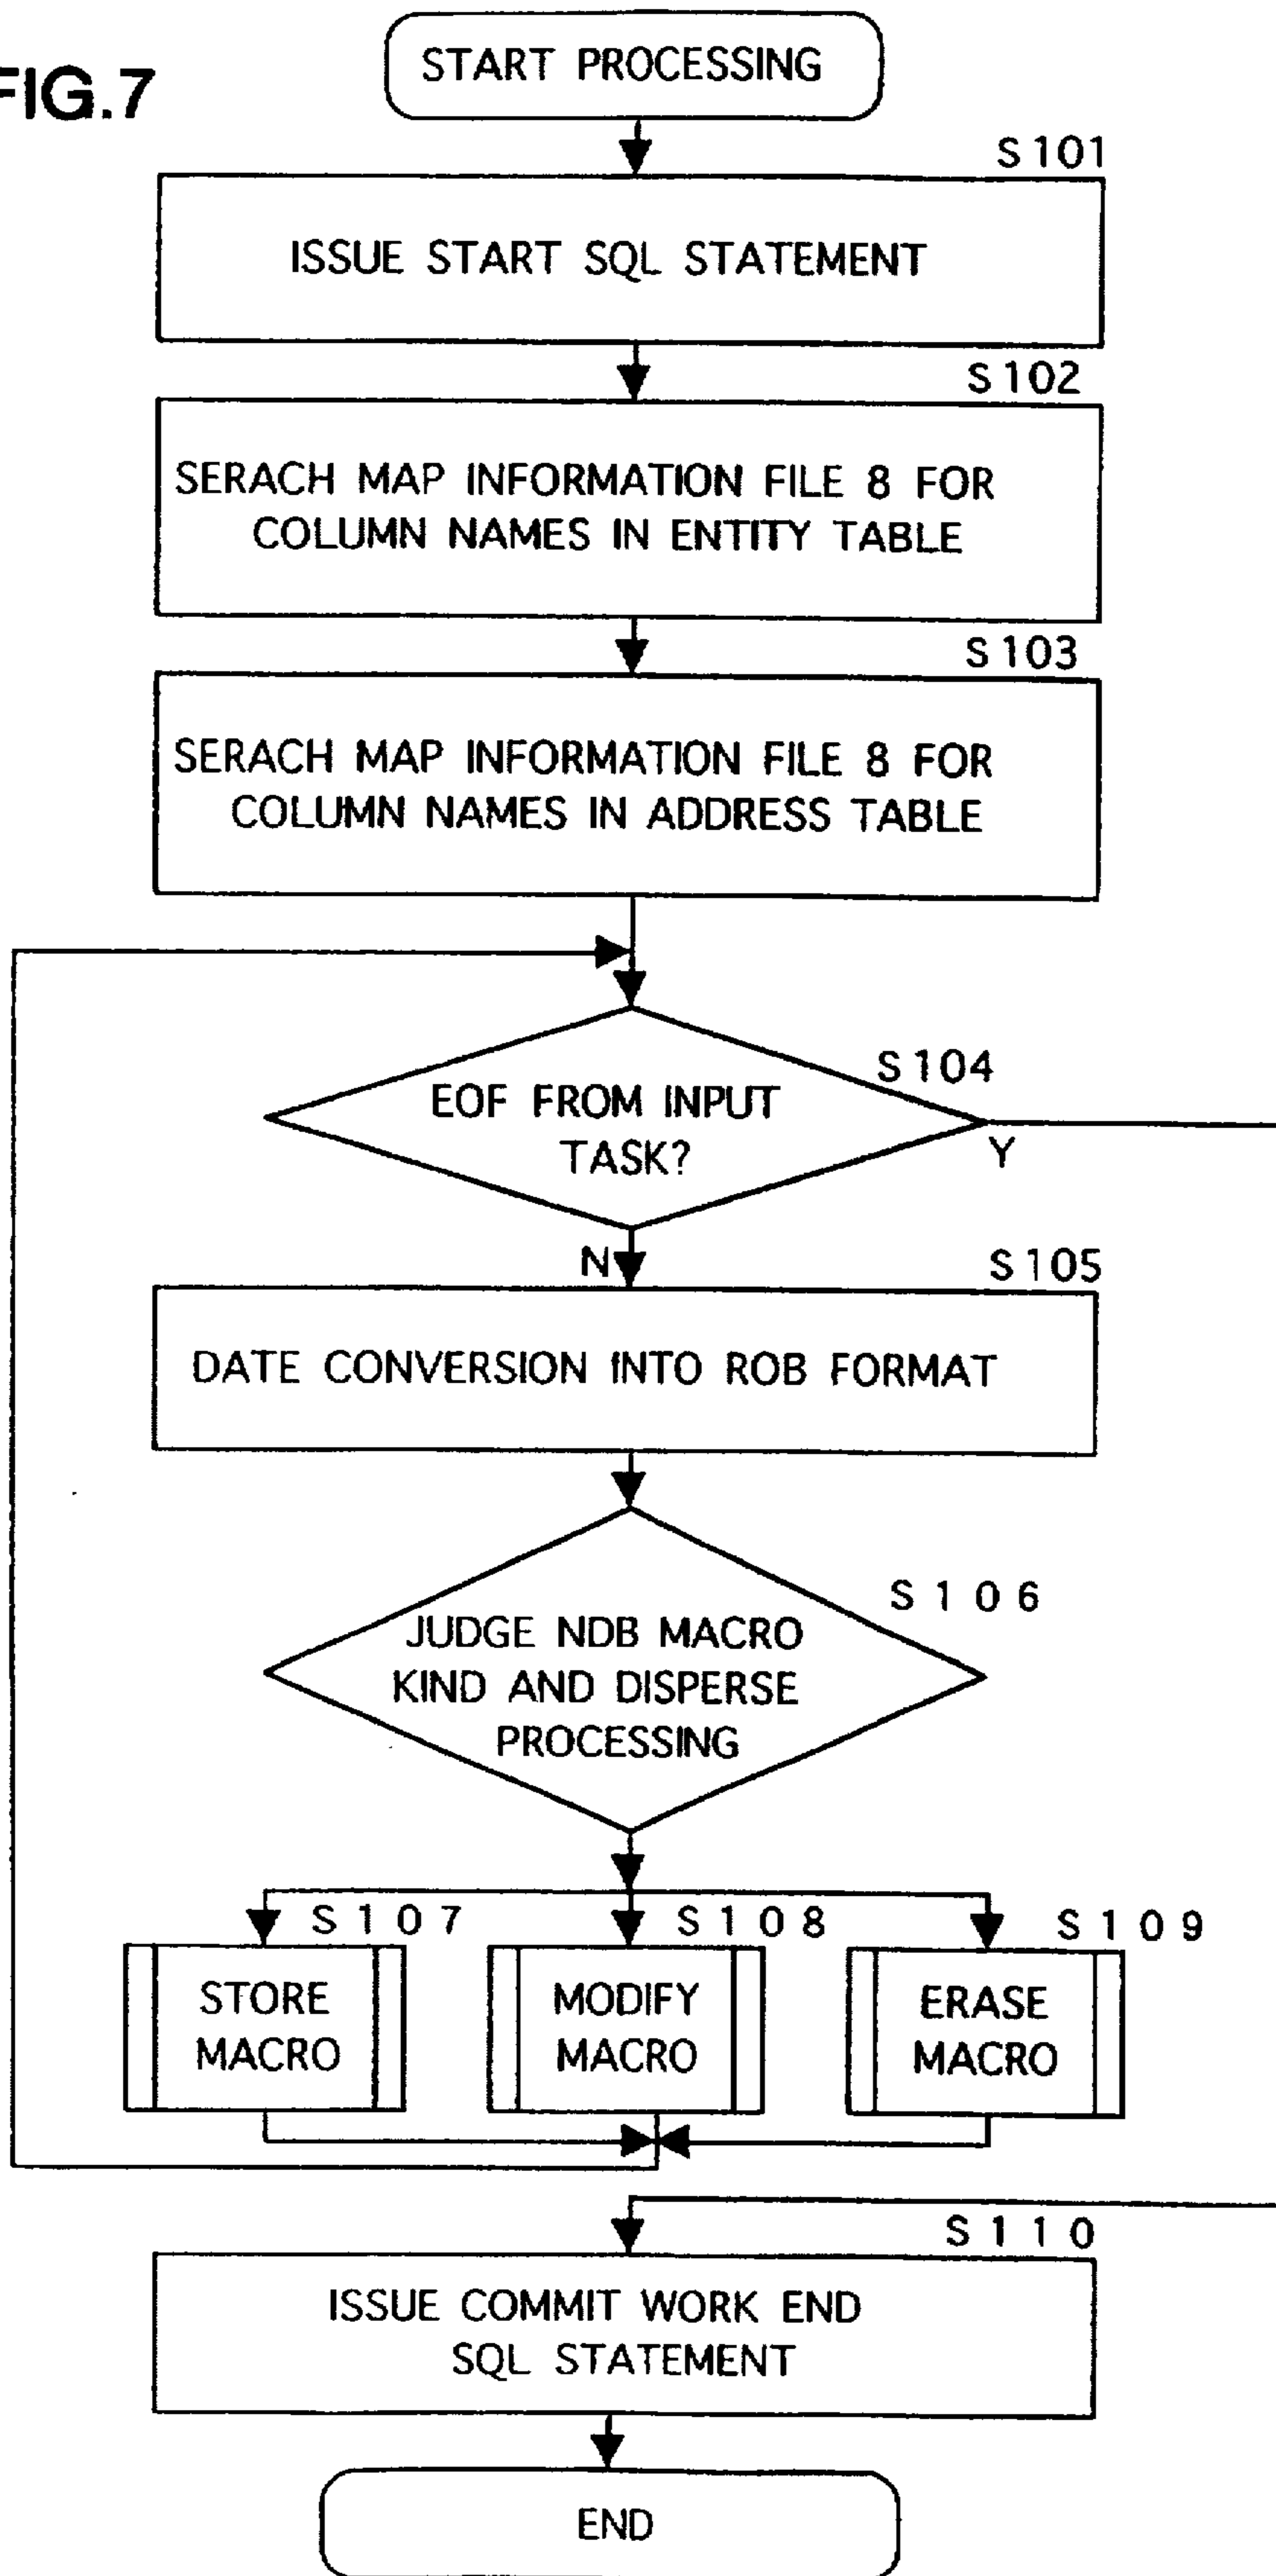 FIG.7
START PROCESSING
S101
ISSUE START SQL STATEMENT
S102
SERACH MAP INFORMATION FILE 8 FOR
COLUMN NAMES IN ENTITY TABLE
S103
SERACH MAP INFORMATION FILE 8 FOR
COLUMN NAMES IN ADDRESS TABLE
S104
EOF FROM INPUT
TASK?
Y
N
S105
DATE CONVERSION INTO ROB FORMAT
S106
JUDGE NDB MACRO
KIND AND DISPERSE
PROCESSING
S107
S108
S109
STORE
MACRO
MODIFY
MACRO
ERASE
MACRO
S110
ISSUE COMMIT WORK END
SQL STATEMENT
END